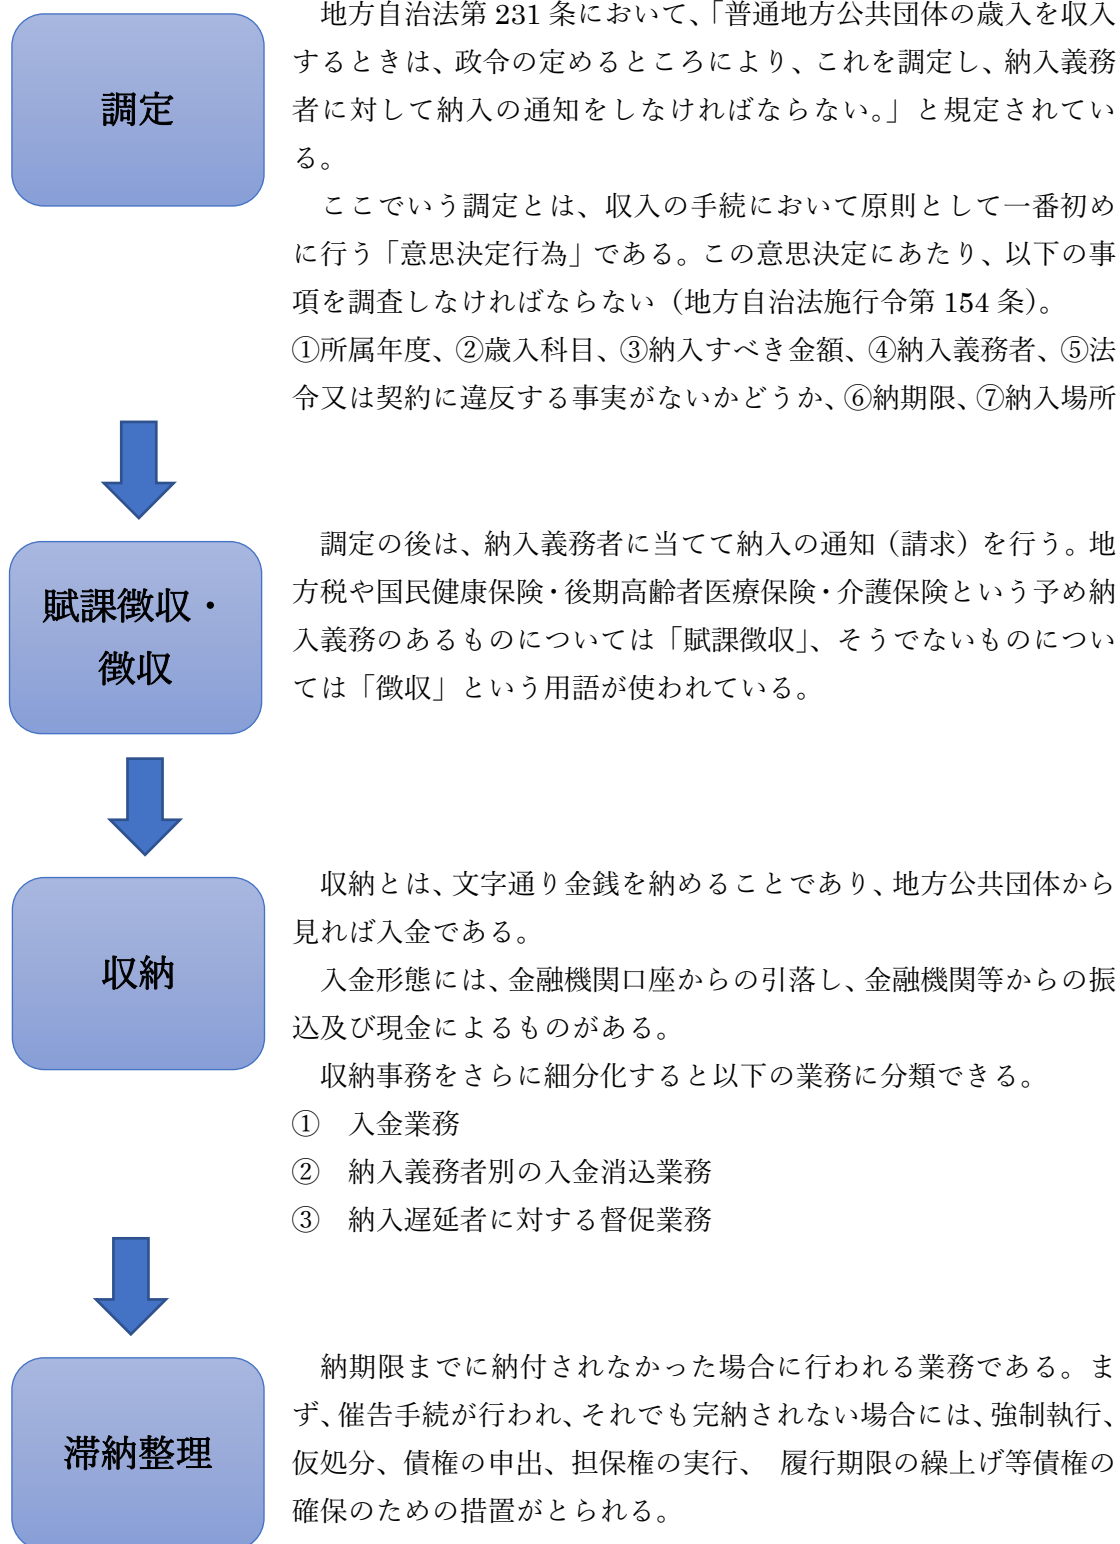 調定
地方自治法第 231 条において、「普通地方公共団体の歳入を収入
するときは、政令の定めるところにより、これを調定し、納入義務
者に対して納入の通知をしなければならない。」と規定されてい
る。
ここでいう調定とは、収入の手続において原則として一番初め
に行う「意思決定行為」である。この意思決定にあたり、以下の事
項を調査しなければならない（地方自治法施行令第 154 条）。
①所属年度、②歳入科目、③納入すべき金額、④納入義務者、⑤法
令又は契約に違反する事実がないかどうか、⑥納期限、⑦納入場所
賦課徴収・
徴収
調定の後は、納入義務者に当てて納入の通知（請求）を行う。地
方税や国民健康保険・後期高齢者医療保険・介護保険という予め納
入義務のあるものについては「賦課徴収」、そうでないものについ
ては「徴収」という用語が使われている。
収納
収納とは、文字通り金銭を納めることであり、地方公共団体から
見れば入金である。
入金形態には、金融機関口座からの引落し、金融機関等からの振
込及び現金によるものがある。
収納事務をさらに細分化すると以下の業務に分類できる。
①　入金業務
②　納入義務者別の入金消込業務
③　納入遅延者に対する督促業務
滞納整理
納期限までに納付されなかった場合に行われる業務である。ま
ず、催告手続が行われ、それでも完納されない場合には、強制執行、
仮処分、債権の申出、担保権の実行、 履行期限の繰上げ等債権の
確保のための措置がとられる。